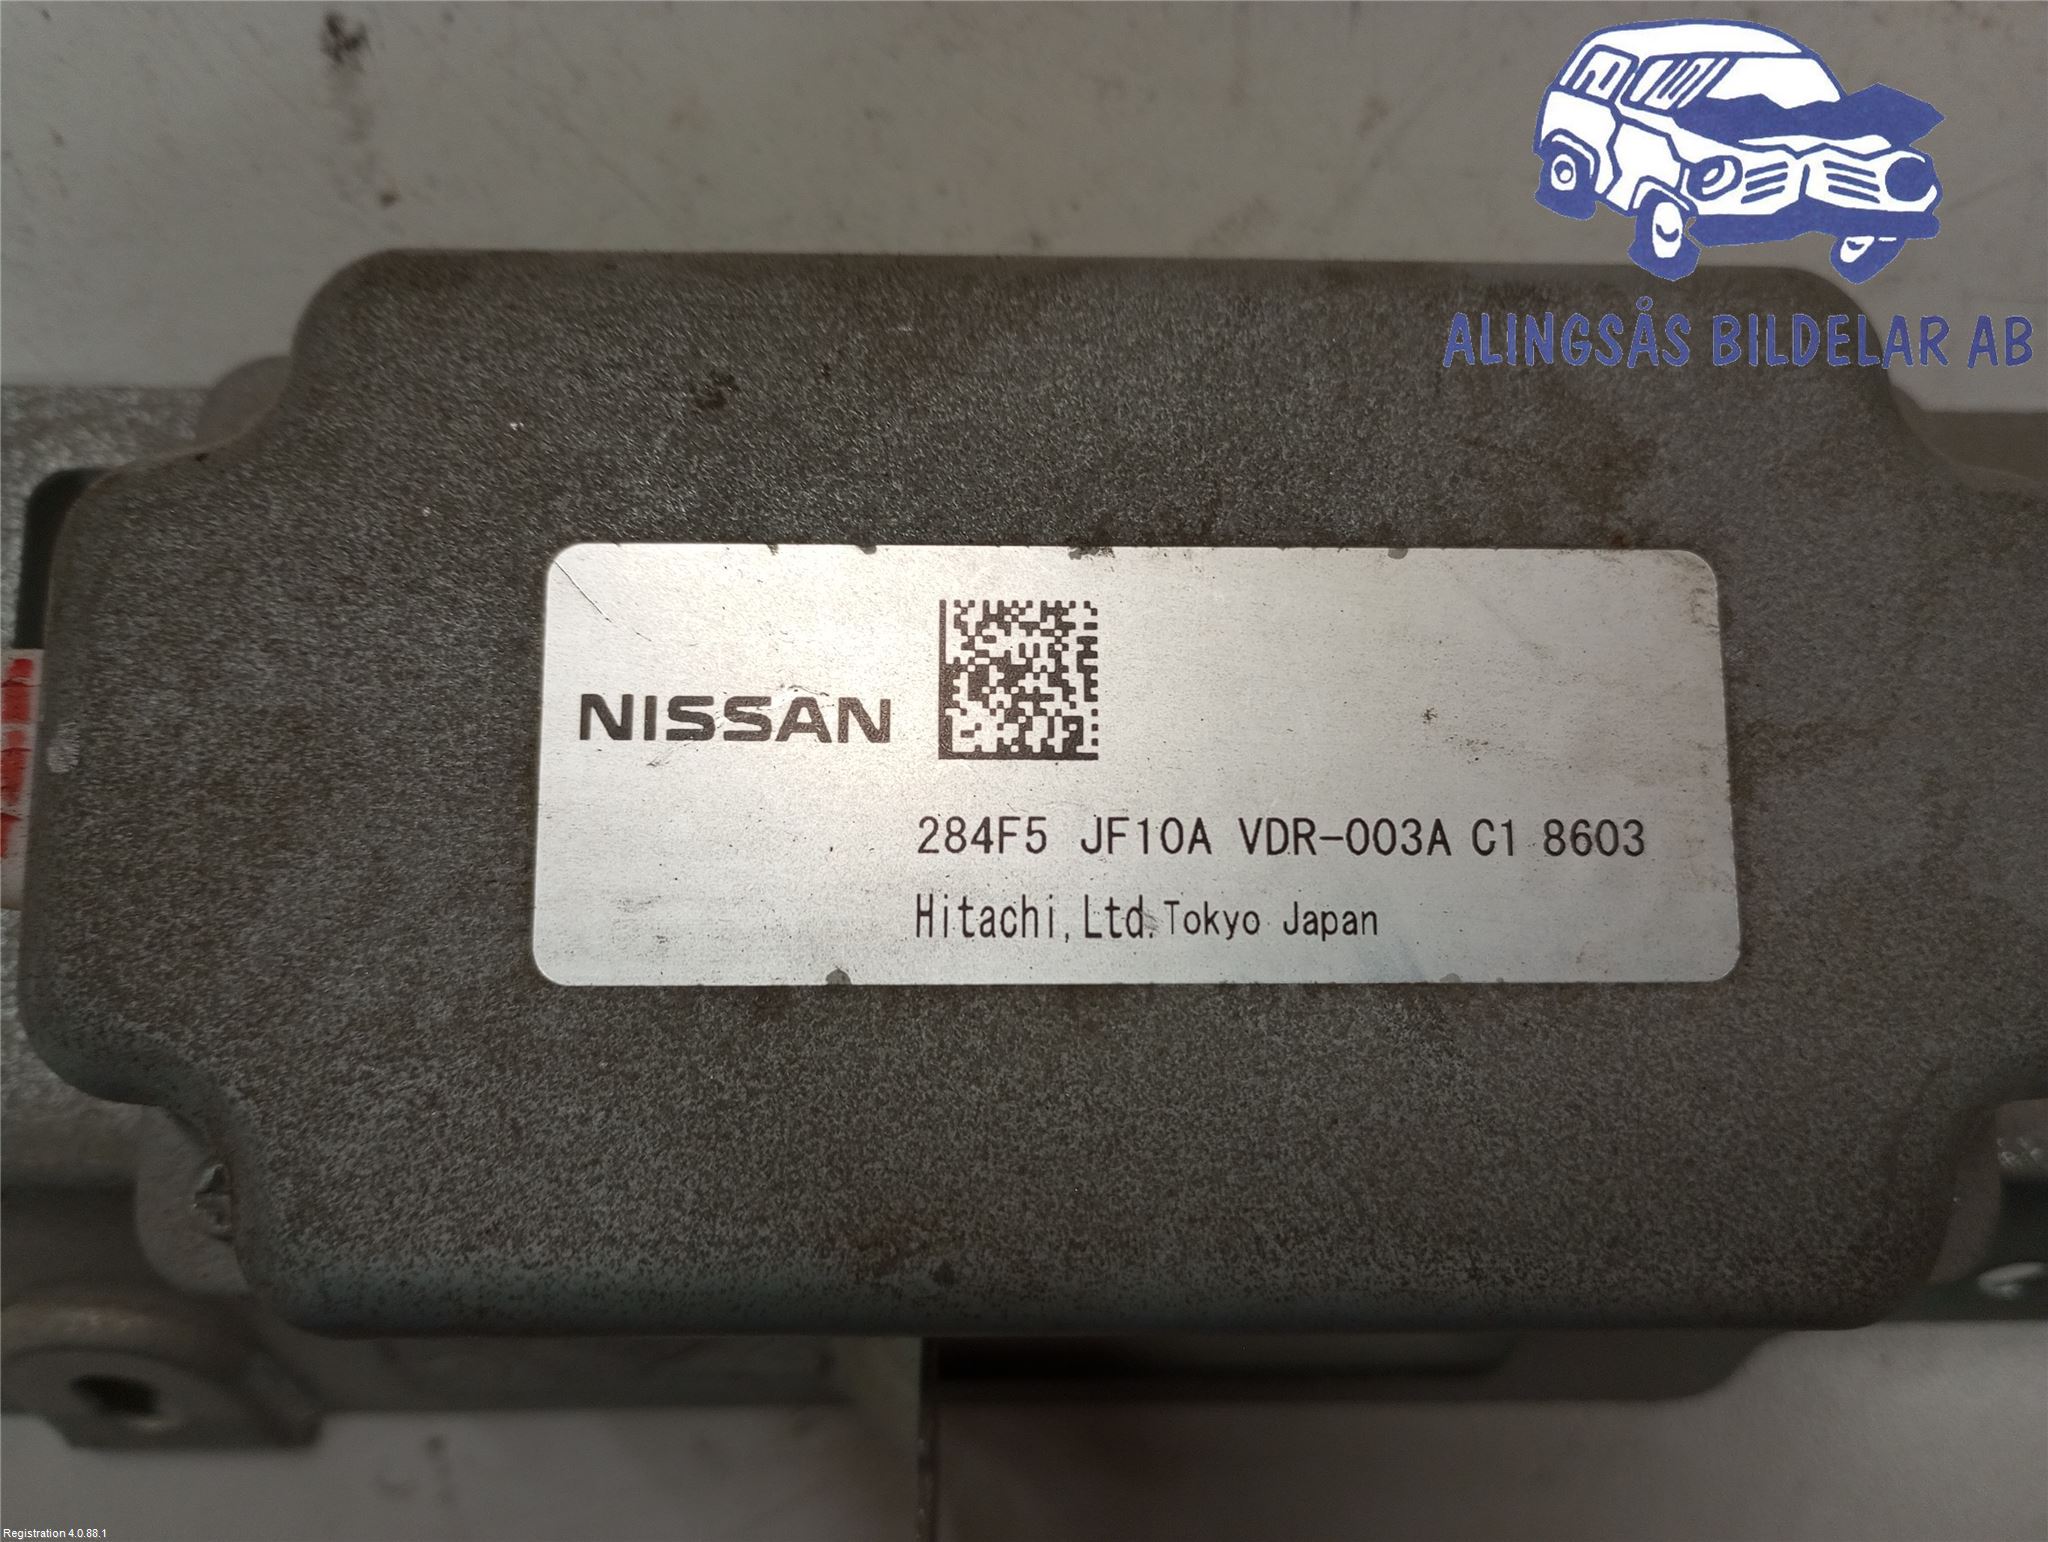 ALINGSÅS BILDELAR AB
NISSAN
284F5 JF10A VDR-003A C1 8603
Hitachi, Ltd. Tokyo Japan
Registration 4.0.88.1